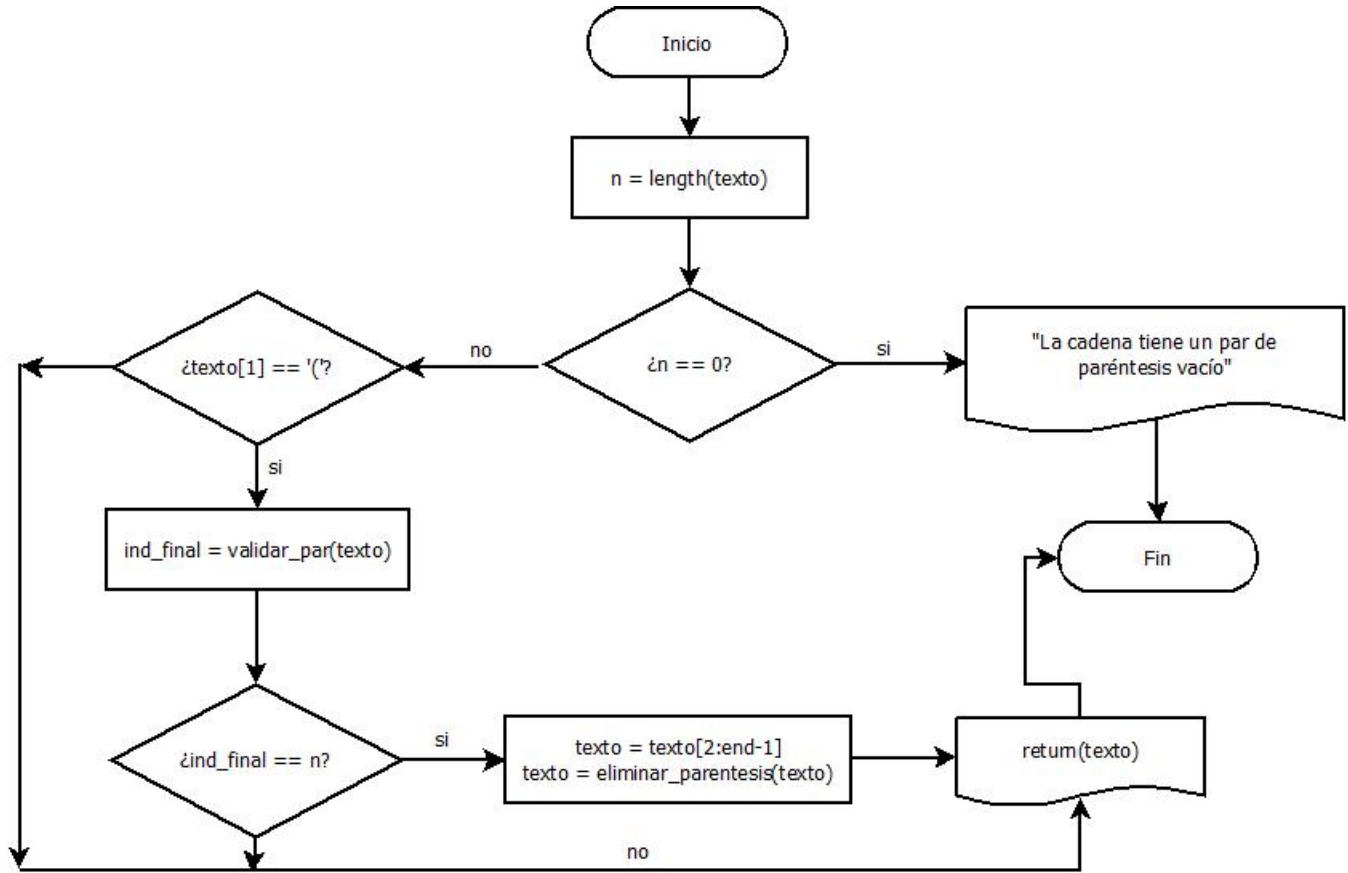 Inicio
n = length(texto)
¿n == 0?
no
si
¿texto[1] == '('?
"La cadena tiene un par de
paréntesis vacío"
si
ind_final = validar_par(texto)
Fin
¿ind_final == n?
si
texto = texto[2:end-1]
texto = eliminar_parentesis(texto)
return(texto)
no